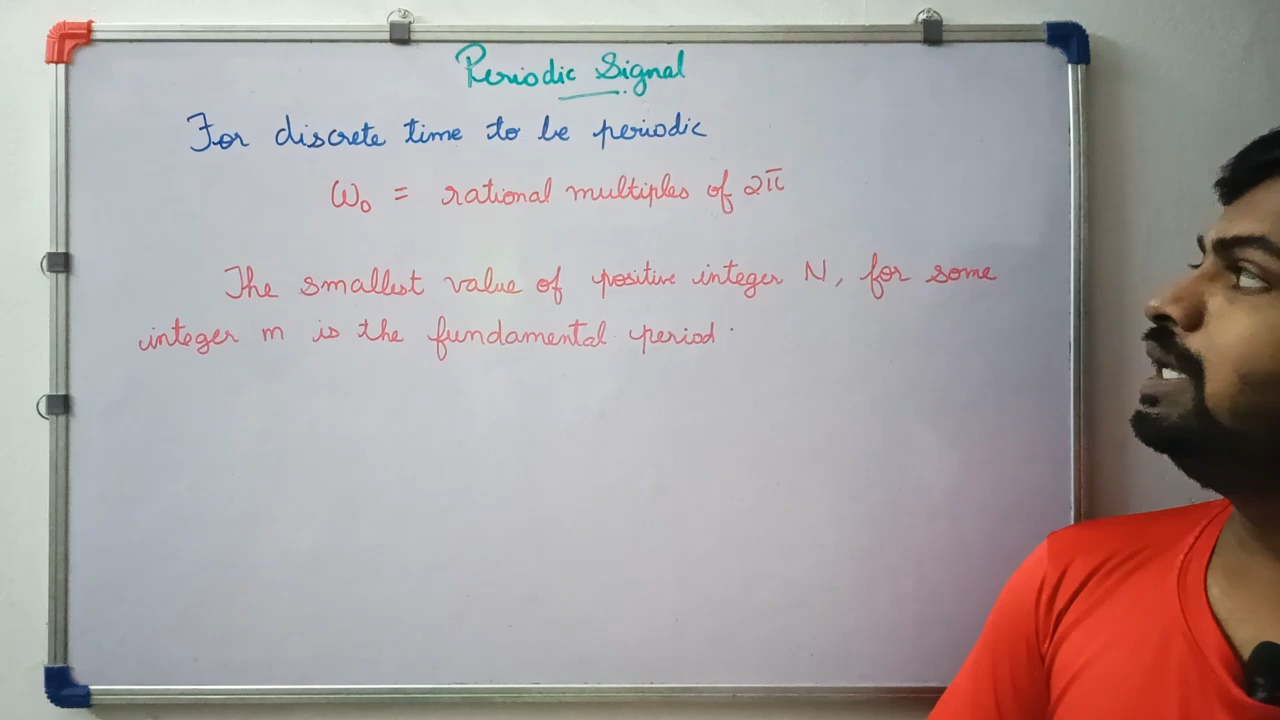 Periodic Signal
For discrete time to be periodic
ω₀ = rational multiples of 2π
The smallest value of positive integer N, for some
integer m is the fundamental period.